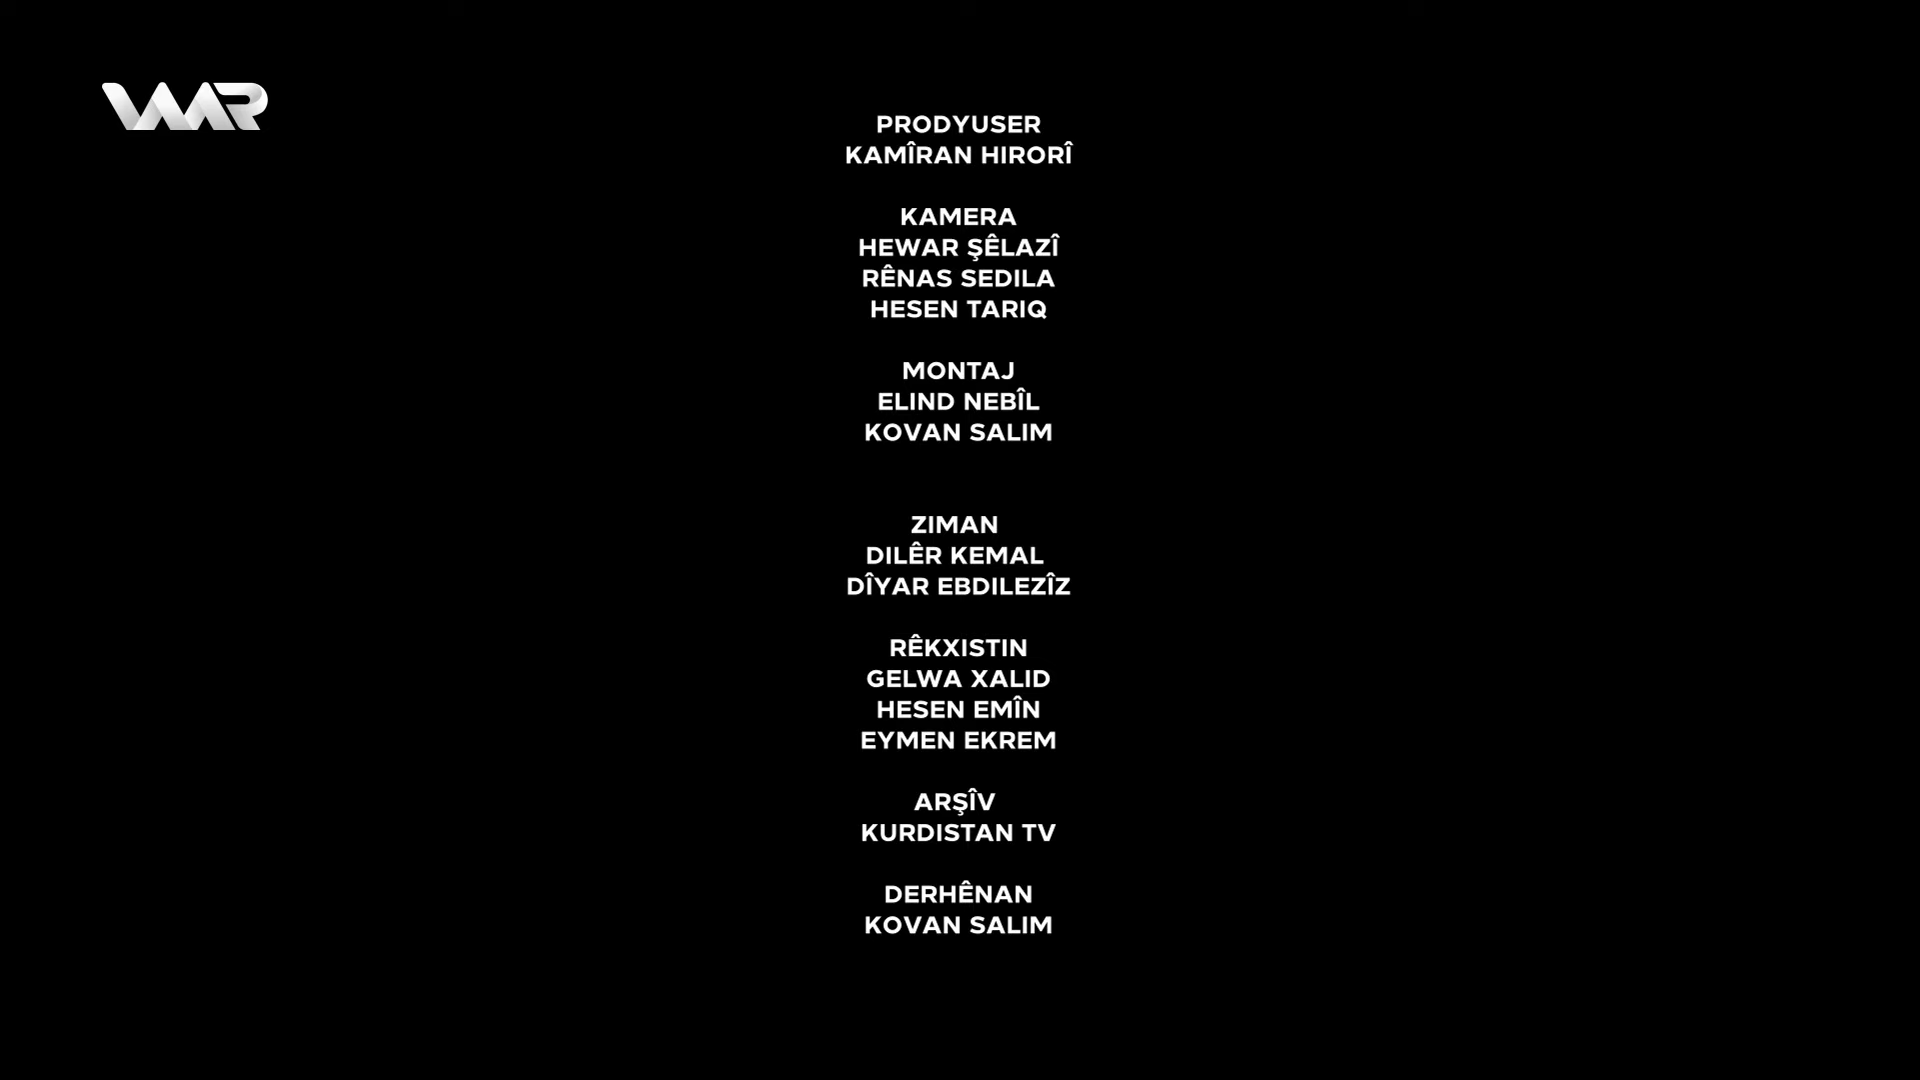 WAAR
PRODYUSER
KAMÎRAN HIRORÎ
KAMERA
HEWAR ŞÊLAZÎ
RÊNAS SEDILA
HESEN TARIQ
MONTAJ
ELIND NEBÎL
KOVAN SALIM
ZIMAN
DILÊR KEMAL
DÎYAR EBDILEZÎZ
RÊKXISTIN
GELWA XALID
HESEN EMÎN
EYMEN EKREM
ARŞÎV
KURDISTAN TV
DERHÊNAN
KOVAN SALIM